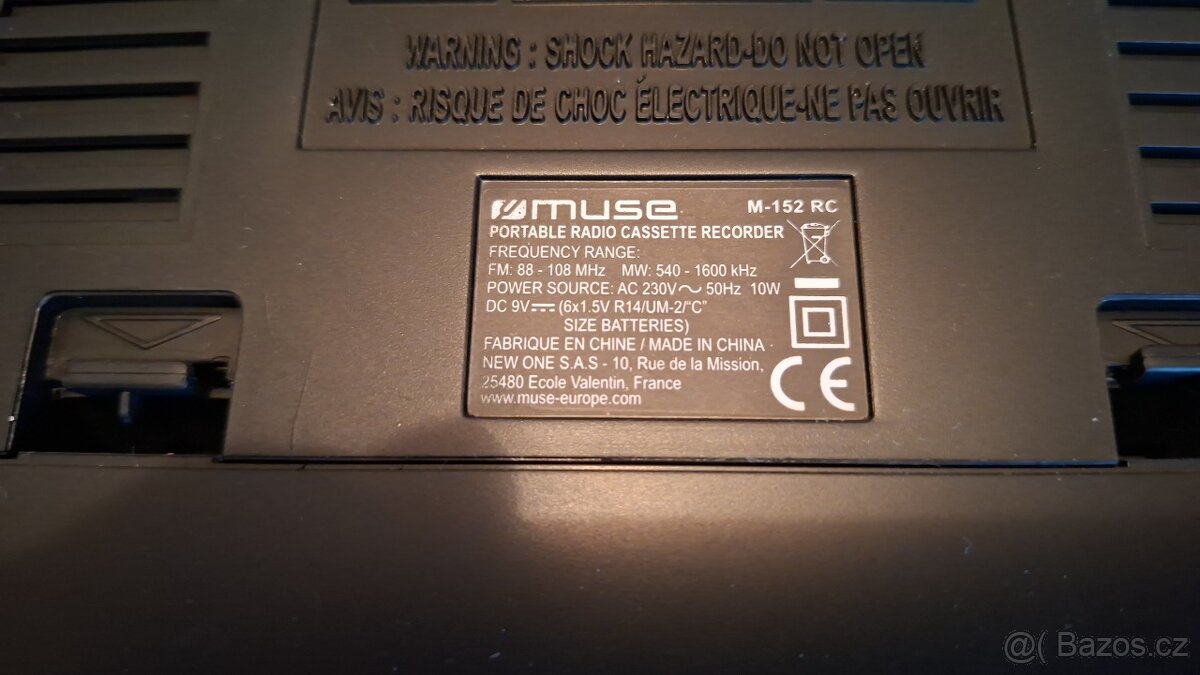 WARNING : SHOCK HAZARD-DO NOT OPEN
AVIS : RISQUE DE CHOC ÉLECTRIQUE-NE PAS OUVRIR
muse M-152 RC
PORTABLE RADIO CASSETTE RECORDER
FREQUENCY RANGE:
FM: 88 - 108 MHz MW: 540 - 1600 kHz
POWER SOURCE: AC 230V～50Hz 10W
DC 9V⎓(6x1.5V R14/UM-2/"C"
SIZE BATTERIES)
FABRIQUE EN CHINE / MADE IN CHINA
NEW ONE S.A.S - 10, Rue de la Mission,
25480 Ecole Valentin, France
www.muse-europe.com
CE
@( Bazos.cz